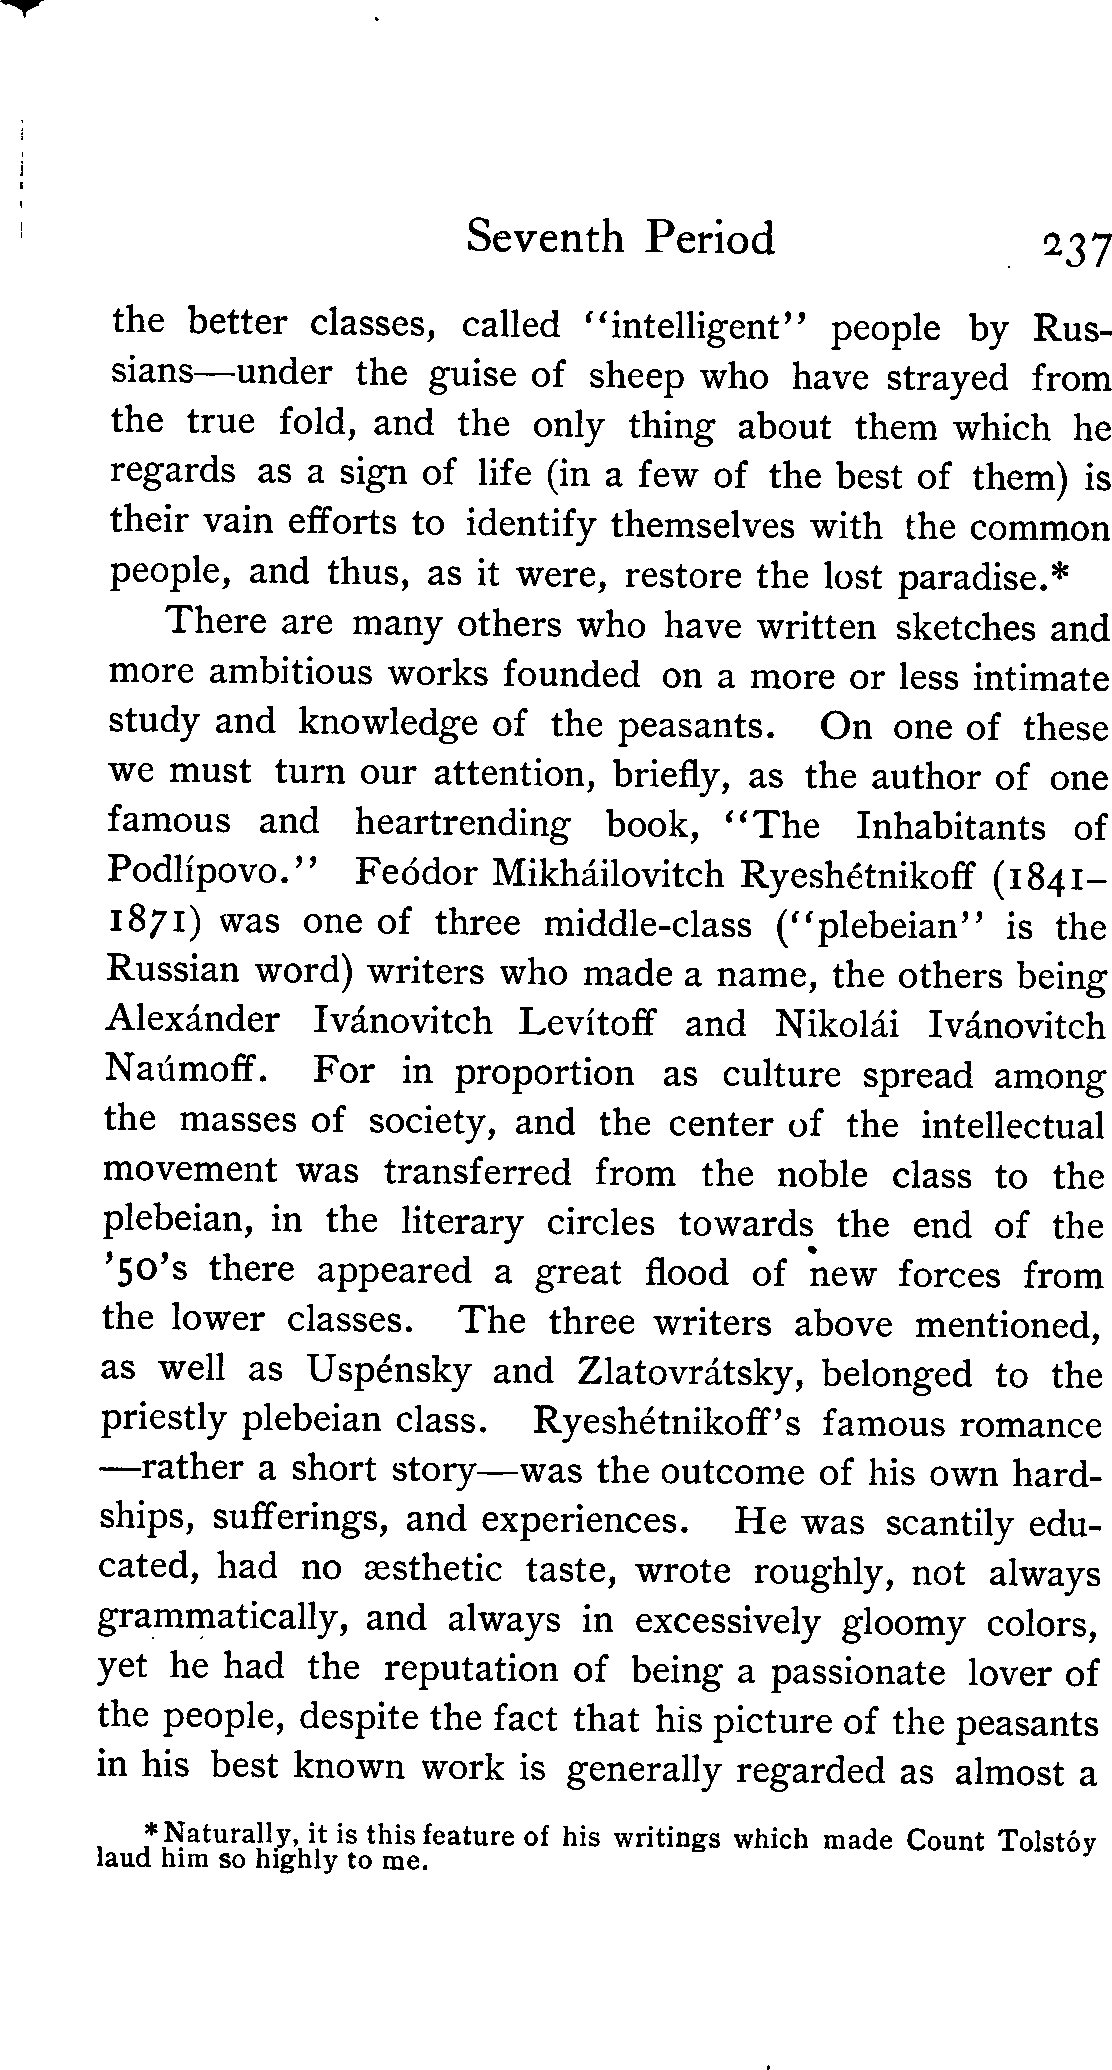 Seventh Period 237
the better classes, called “intelligent” people by Rus-
sians—under the guise of sheep who have strayed from
the true fold, and the only thing about them which he
regards as a sign of life (in a few of the best of them) is
their vain efforts to identify themselves with the common
people, and thus, as it were, restore the lost paradise.*
There are many others who have written sketches and
more ambitious works founded on a more or less intimate
study and knowledge of the peasants. On one of these
we must turn our attention, briefly, as the author of one
famous and heartrending book, “The Inhabitants of
Podlípovo.” Feódor Mikháilovitch Ryeshétnikoff (1841–
1871) was one of three middle-class (“plebeian” is the
Russian word) writers who made a name, the others being
Alexánder Ivánovitch Levítoff and Nikolái Ivánovitch
Naúmoff. For in proportion as culture spread among
the masses of society, and the center of the intellectual
movement was transferred from the noble class to the
plebeian, in the literary circles towards the end of the
’50’s there appeared a great flood of new forces from
the lower classes. The three writers above mentioned,
as well as Uspénsky and Zlatovrátsky, belonged to the
priestly plebeian class. Ryeshétnikoff’s famous romance
—rather a short story—was the outcome of his own hard-
ships, sufferings, and experiences. He was scantily edu-
cated, had no æsthetic taste, wrote roughly, not always
grammatically, and always in excessively gloomy colors,
yet he had the reputation of being a passionate lover of
the people, despite the fact that his picture of the peasants
in his best known work is generally regarded as almost a
*Naturally, it is this feature of his writings which made Count Tolstóy
laud him so highly to me.